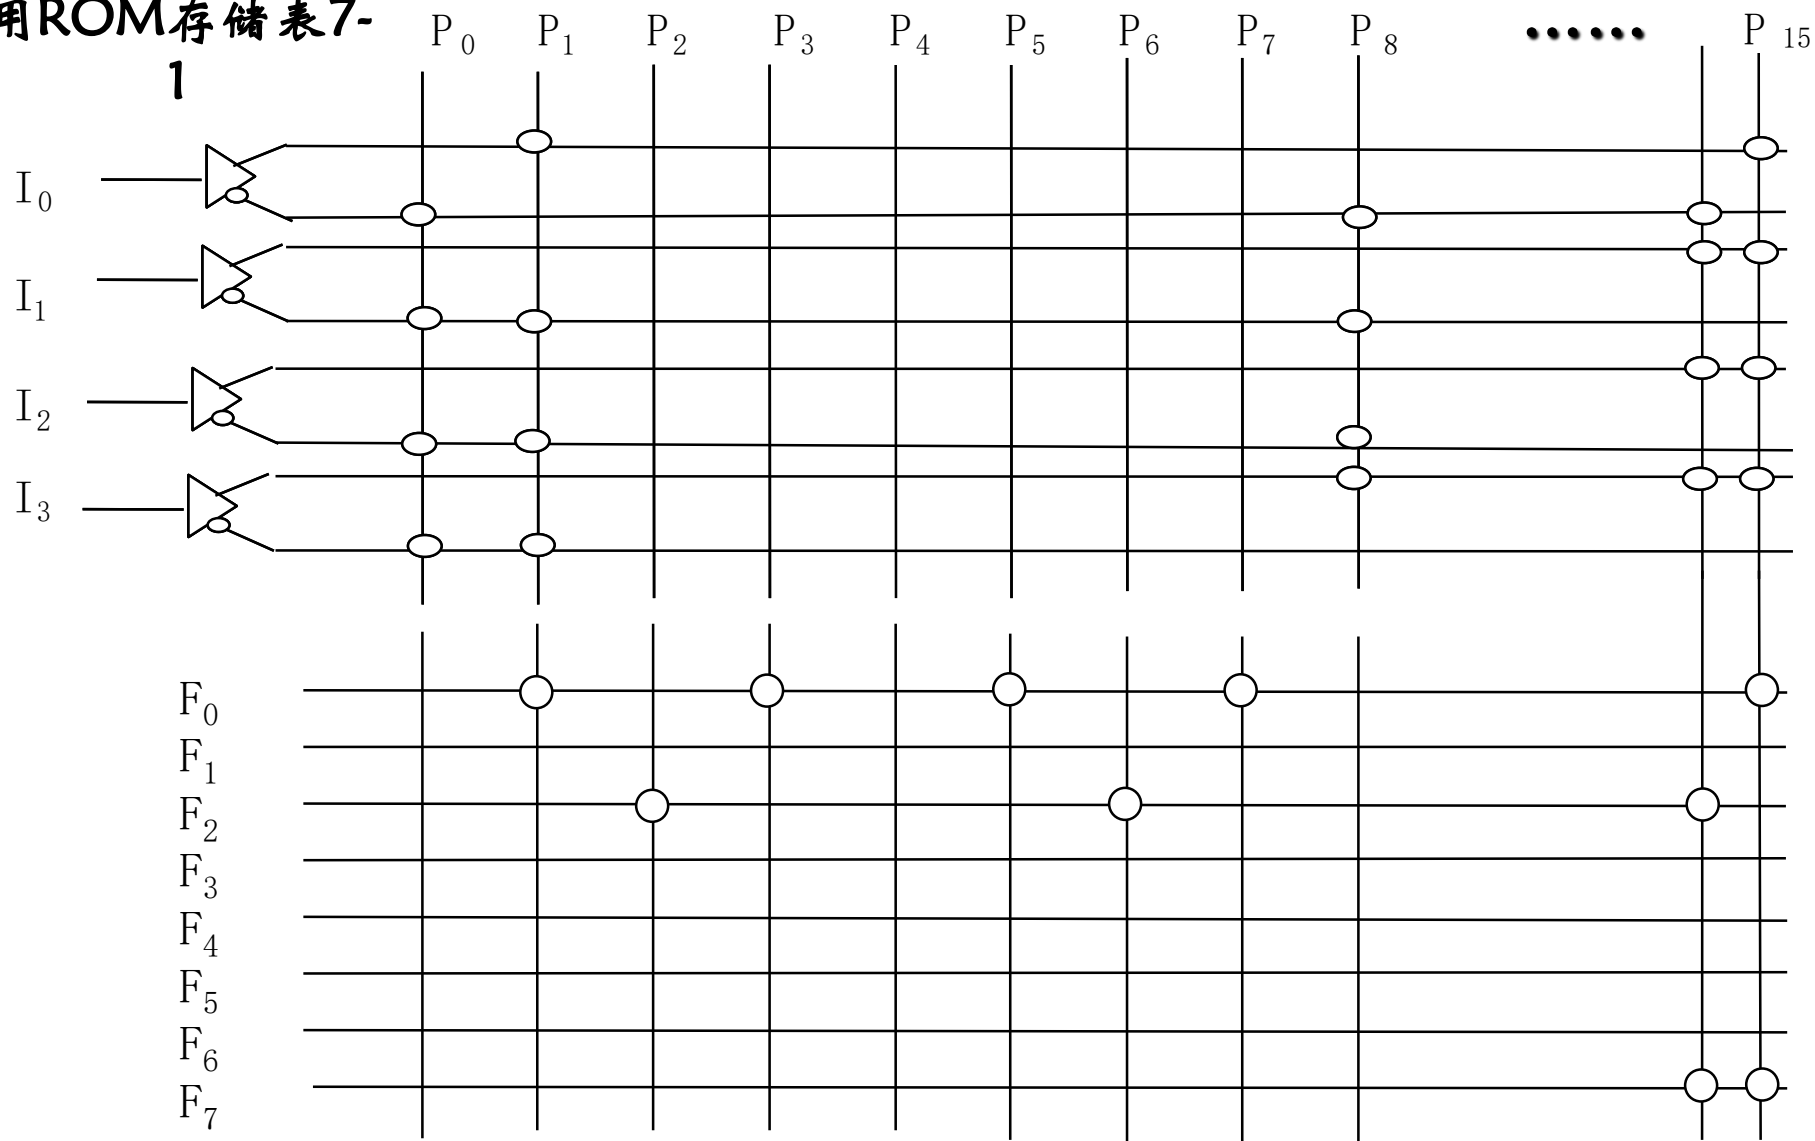 用ROM存储表7-
1
P0 P1 P2 P3 P4 P5 P6 P7 P8 ...... P15
I0
I1
I2
I3
F0
F1
F2
F3
F4
F5
F6
F7